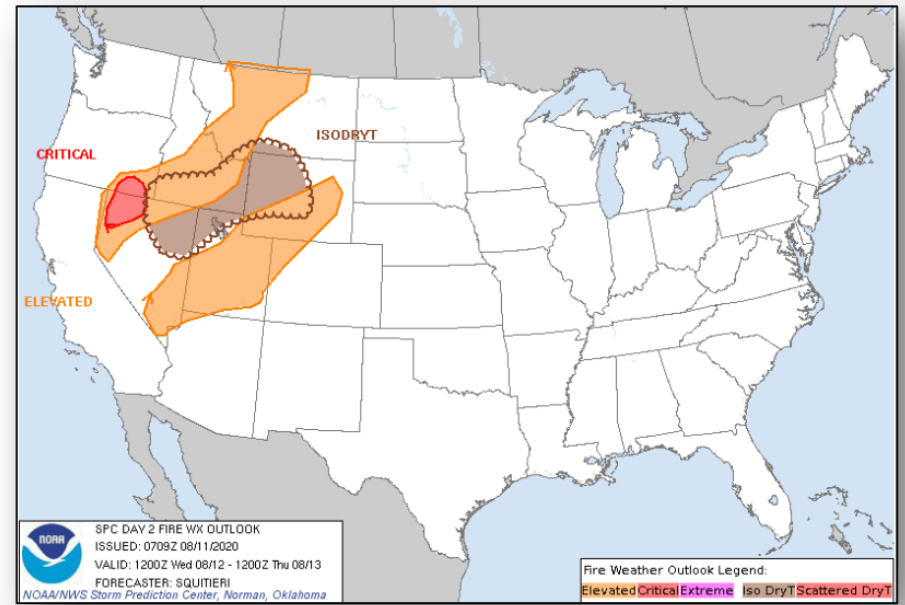 ISODRYT
CRITICAL
ELEVATED
NOAA
SPC DAY 2 FIRE WX OUTLOOK
ISSUED: 0709Z 08/11/2020
VALID: 1200Z Wed 08/12 - 1200Z Thu 08/13
FORECASTER: SQUITIERI
NOAA/NWS Storm Prediction Center, Norman, Oklahoma
Fire Weather Outlook Legend:
Elevated Critical Extreme Iso DryT Scattered DryT